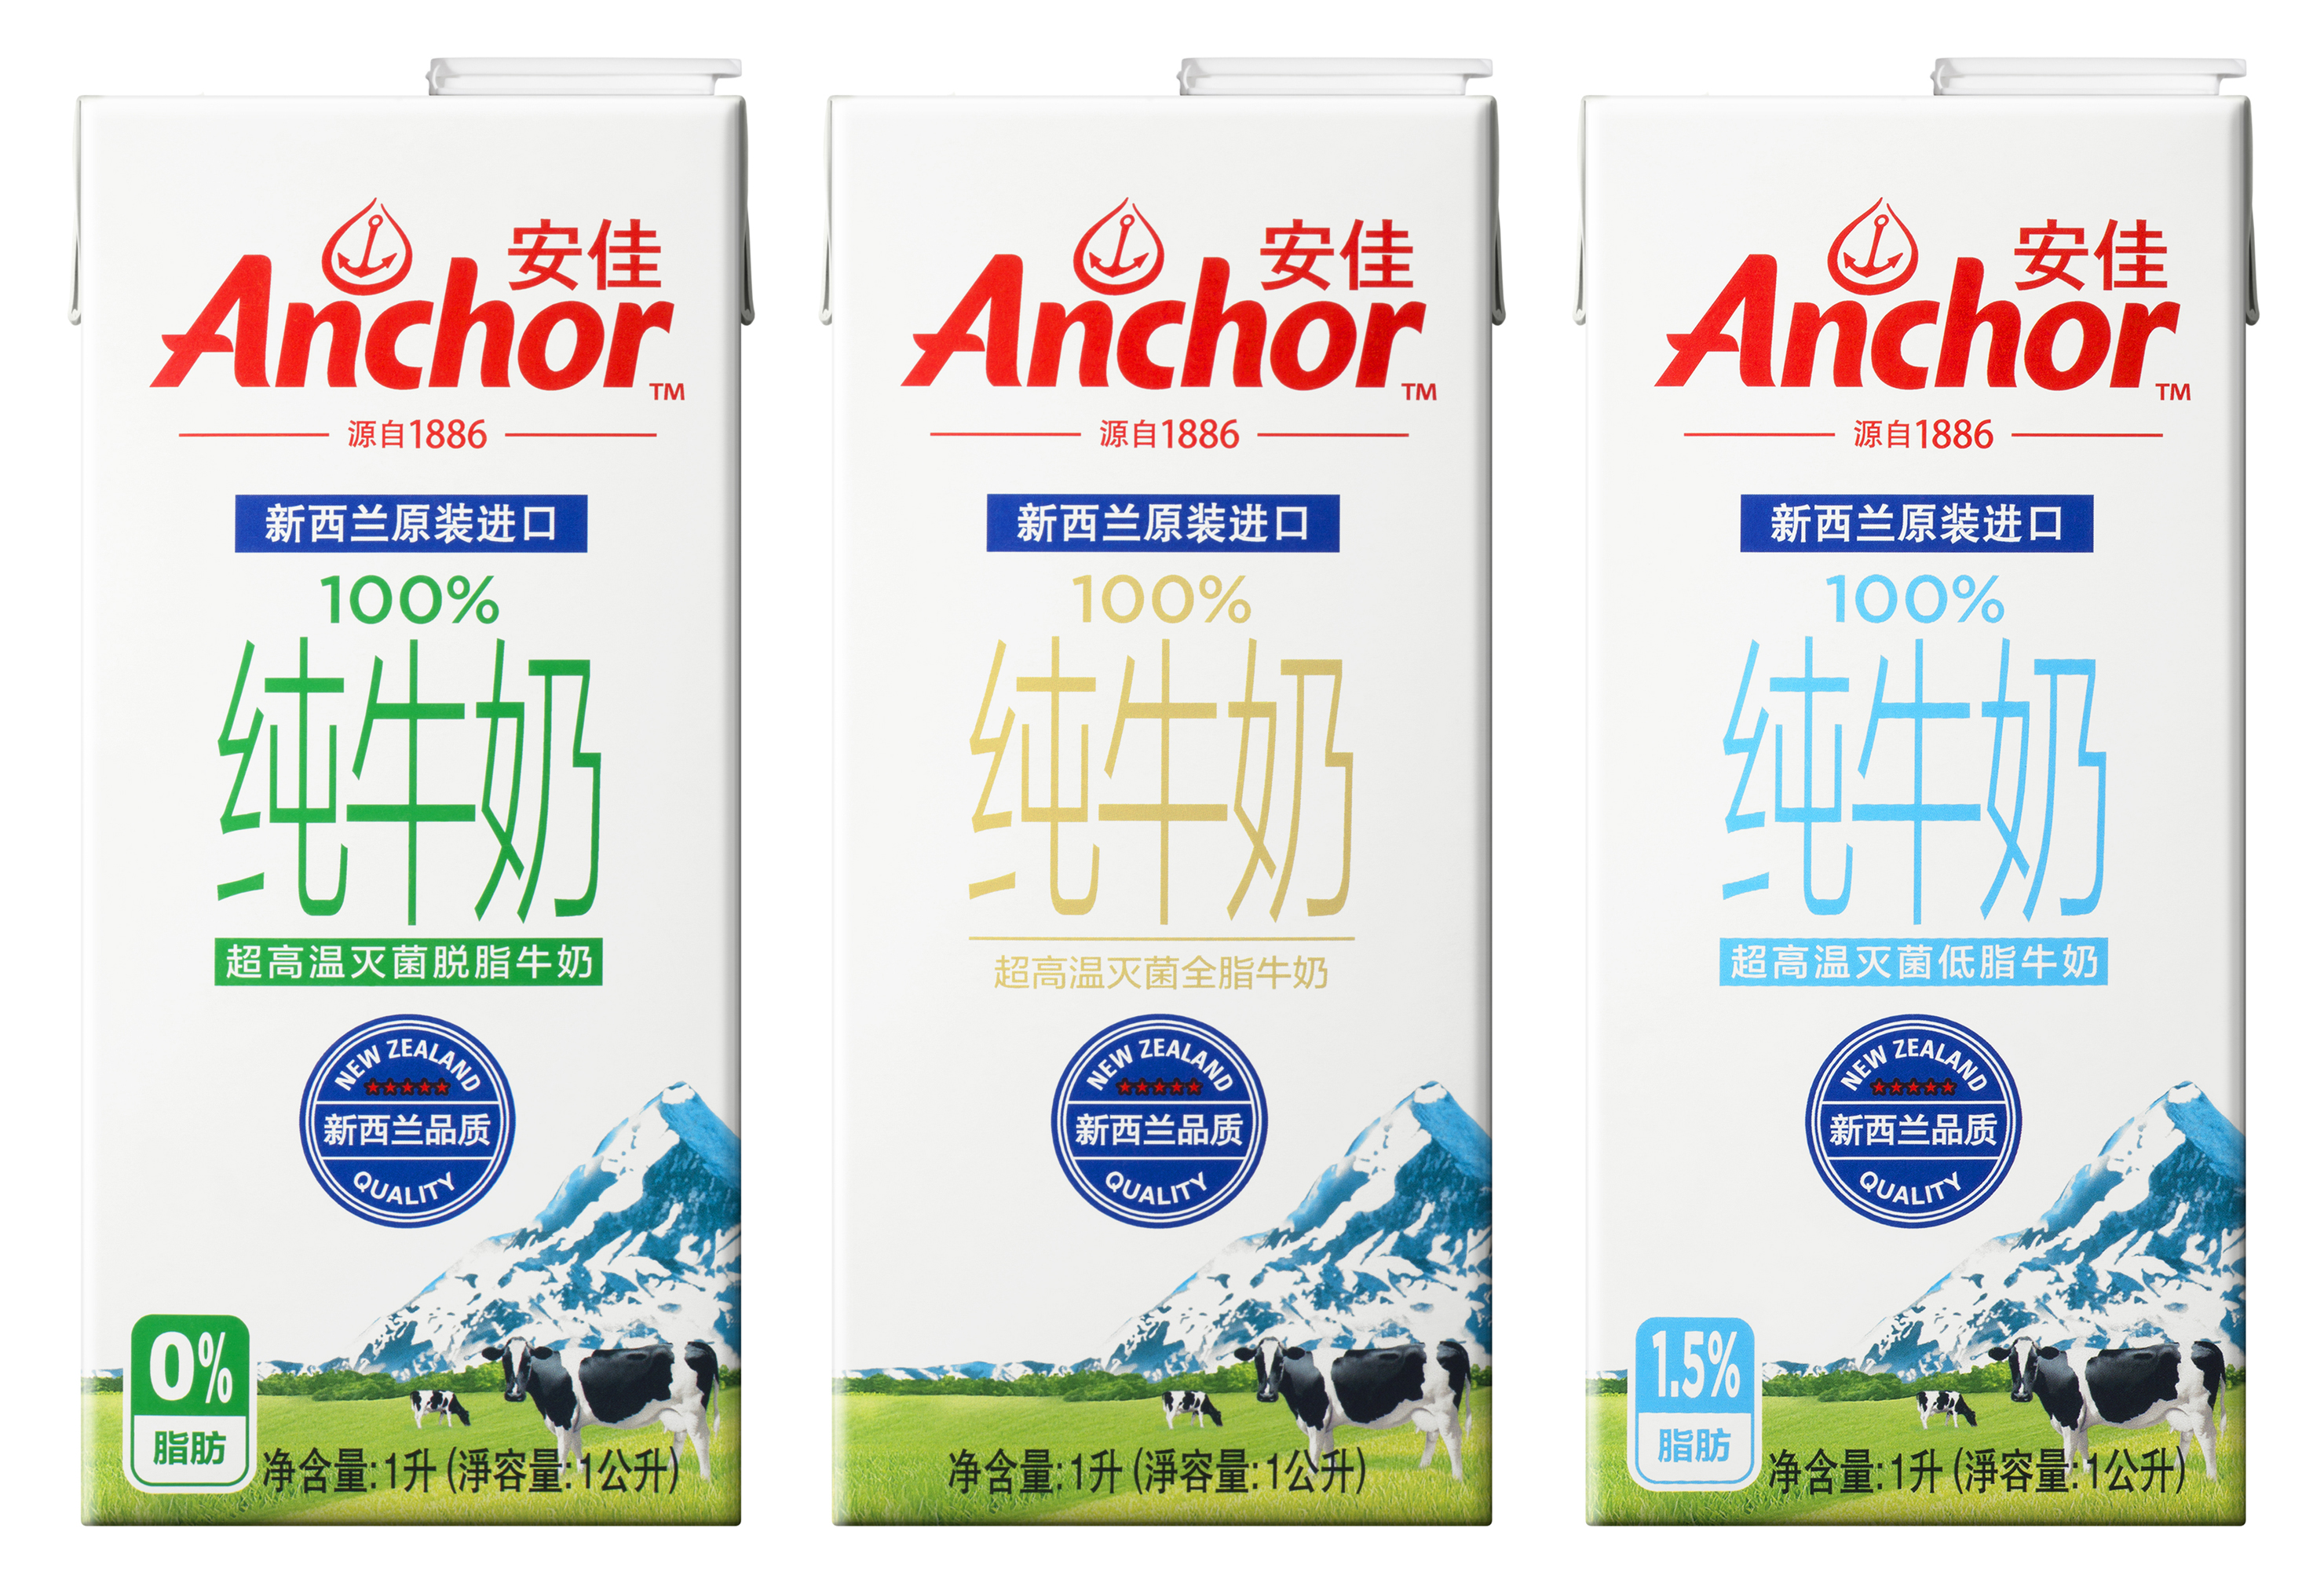 安佳
Anchor™
源自1886
新西兰原装进口
100%
纯牛奶
超高温灭菌脱脂牛奶
NEW ZEALAND
新西兰品质
QUALITY
0%
脂肪
净含量:1升 (淨容量:1公升)
安佳
Anchor™
源自1886
新西兰原装进口
100%
纯牛奶
超高温灭菌全脂牛奶
NEW ZEALAND
新西兰品质
QUALITY
净含量:1升 (淨容量:1公升)
安佳
Anchor™
源自1886
新西兰原装进口
100%
纯牛奶
超高温灭菌低脂牛奶
NEW ZEALAND
新西兰品质
QUALITY
1.5%
脂肪
净含量:1升 (淨容量:1公升)